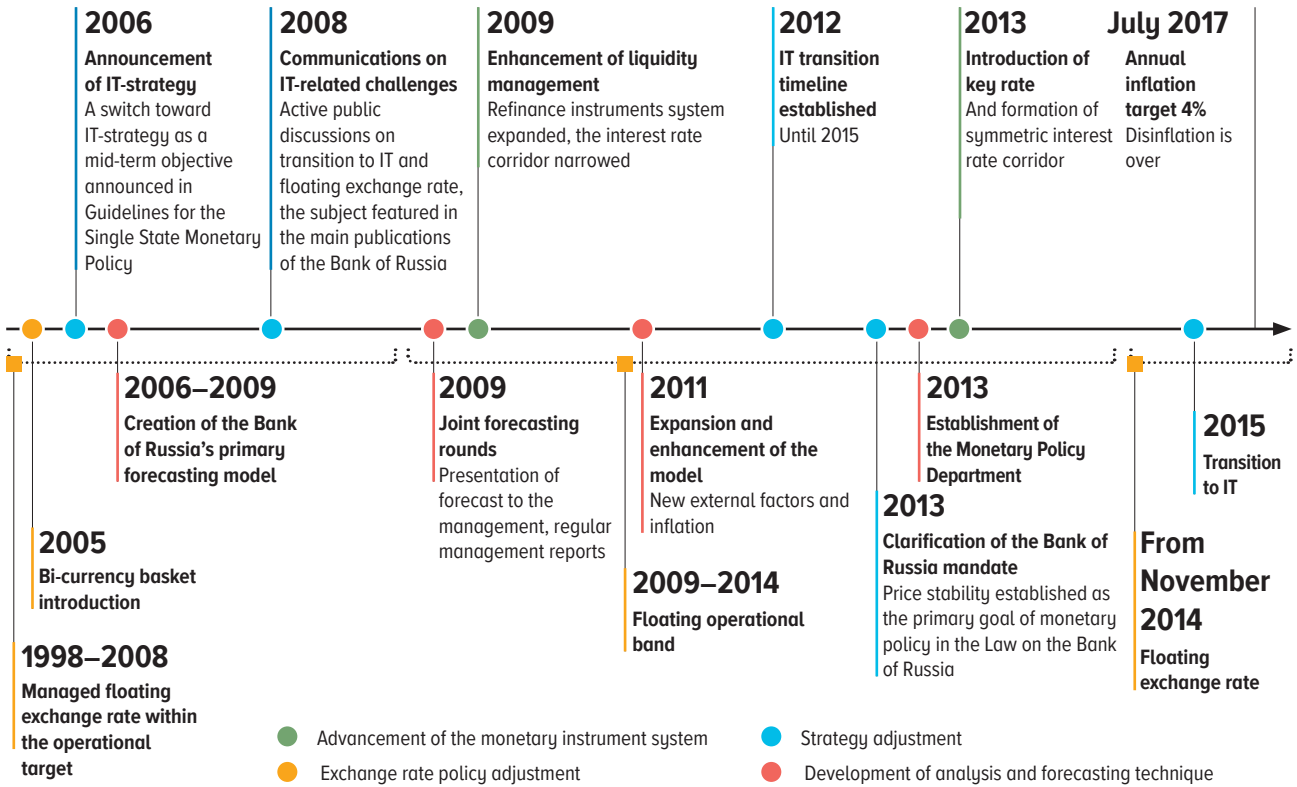 2006
Announcement
of IT-strategy
A switch toward
IT-strategy as a
mid-term objective
announced in
Guidelines for the
Single State Monetary
Policy
2008
Communications on
IT-related challenges
Active public
discussions on
transition to IT and
floating exchange rate,
the subject featured in
the main publications
of the Bank of Russia
2009
Enhancement of liquidity
management
Refinance instruments system
expanded, the interest rate
corridor narrowed
2012
IT transition
timeline
established
Until 2015
2013
Introduction of
key rate
And formation of
symmetric interest
rate corridor
July 2017
Annual
inflation
target 4%
Disinflation is
over
1998–2008
Managed floating
exchange rate within
the operational
target
2005
Bi-currency basket
introduction
2006–2009
Creation of the Bank
of Russia's primary
forecasting model
2009
Joint forecasting
rounds
Presentation of
forecast to the
management, regular
management reports
2009–2014
Floating operational
band
2011
Expansion and
enhancement of the
model
New external factors and
inflation
2013
Clarification of the Bank of
Russia mandate
Price stability established as
the primary goal of monetary
policy in the Law on the Bank
of Russia
2013
Establishment of
the Monetary Policy
Department
From
November
2014
Floating
exchange rate
2015
Transition
to IT
Advancement of the monetary instrument system
Exchange rate policy adjustment
Strategy adjustment
Development of analysis and forecasting technique